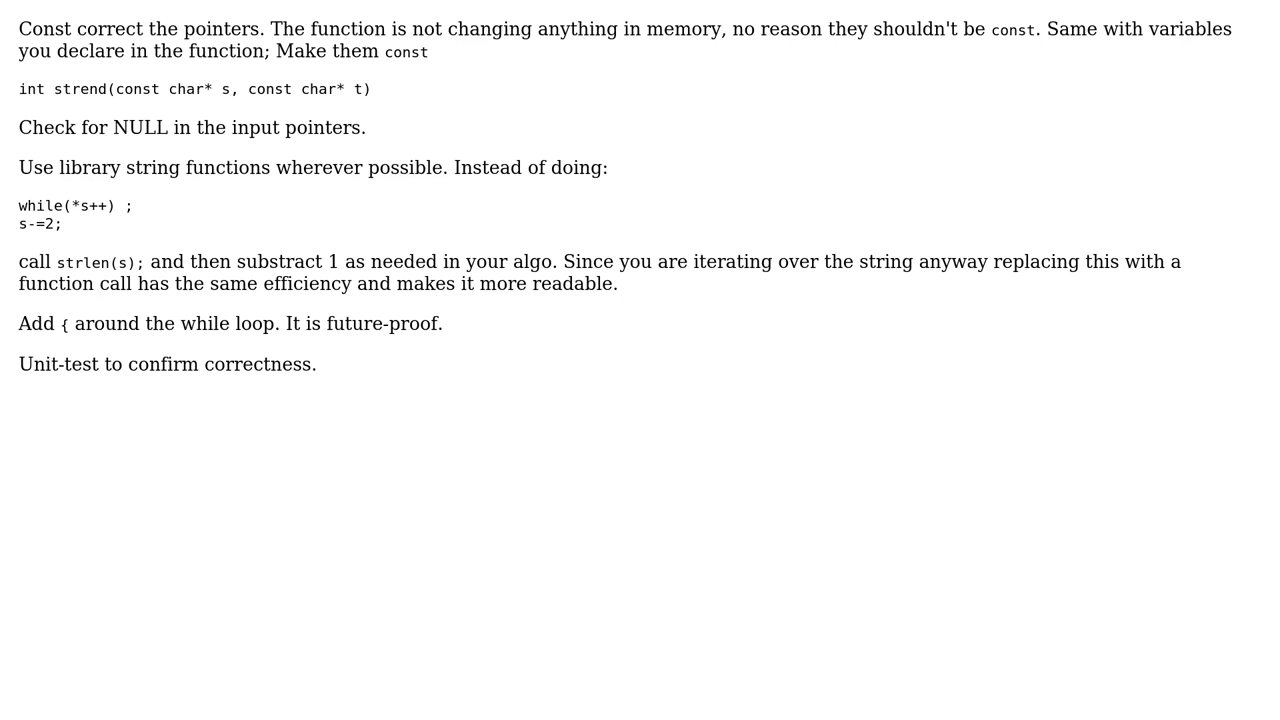 Const correct the pointers. The function is not changing anything in memory, no reason they shouldn't be const. Same with variables
you declare in the function; Make them const
int strend(const char* s, const char* t)
Check for NULL in the input pointers.
Use library string functions wherever possible. Instead of doing:
while(*s++) ;
s-=2;
call strlen(s); and then substract 1 as needed in your algo. Since you are iterating over the string anyway replacing this with a
function call has the same efficiency and makes it more readable.
Add { around the while loop. It is future-proof.
Unit-test to confirm correctness.